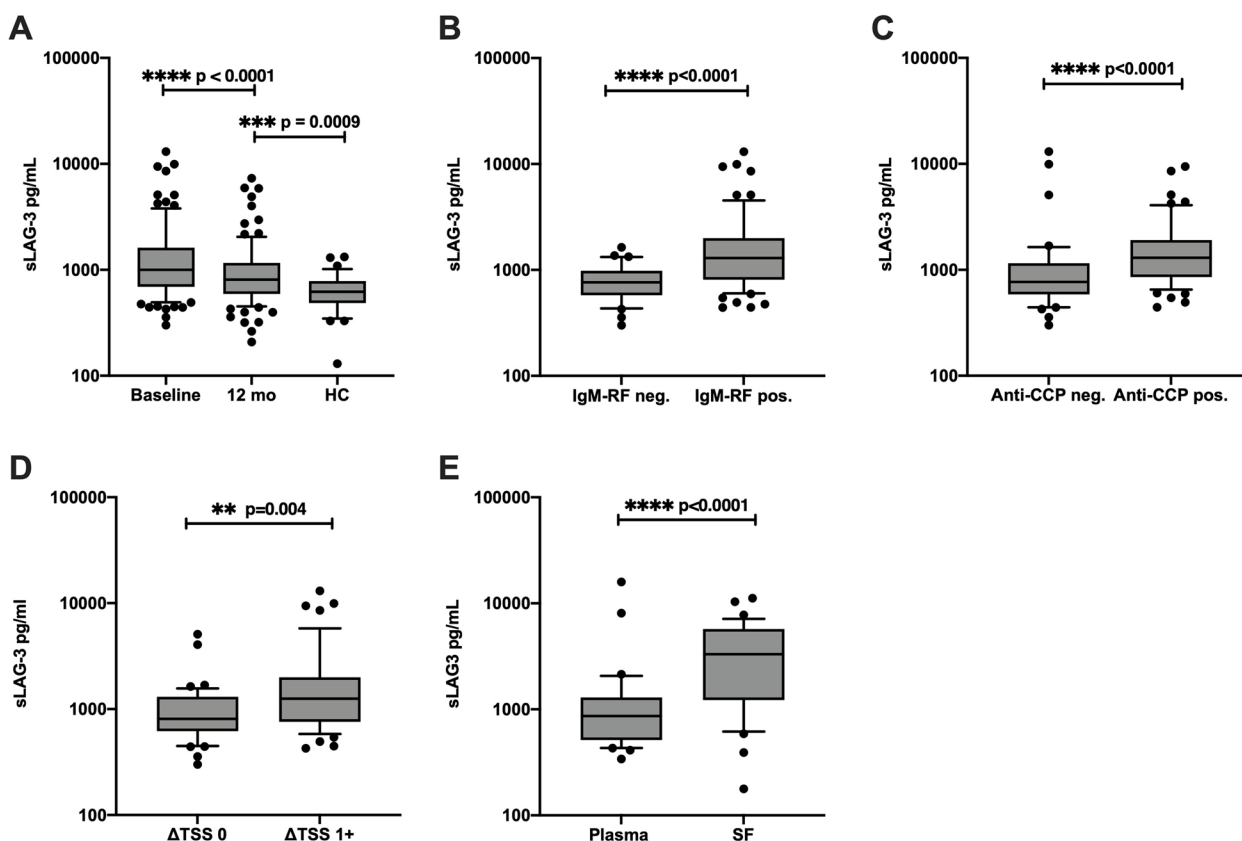 A
sLAG-3 pg/mL
100000
10000
1000
100
**** p < 0.0001
*** p = 0.0009
Baseline 12 mo HC
B
sLAG-3 pg/mL
100000
10000
1000
100
**** p<0.0001
IgM-RF neg. IgM-RF pos.
C
sLAG-3 pg/mL
100000
10000
1000
100
**** p<0.0001
Anti-CCP neg. Anti-CCP pos.
D
sLAG-3 pg/ml
100000
10000
1000
100
** p=0.004
ΔTSS 0 ΔTSS 1+
E
sLAG3 pg/mL
100000
10000
1000
100
**** p<0.0001
Plasma SF